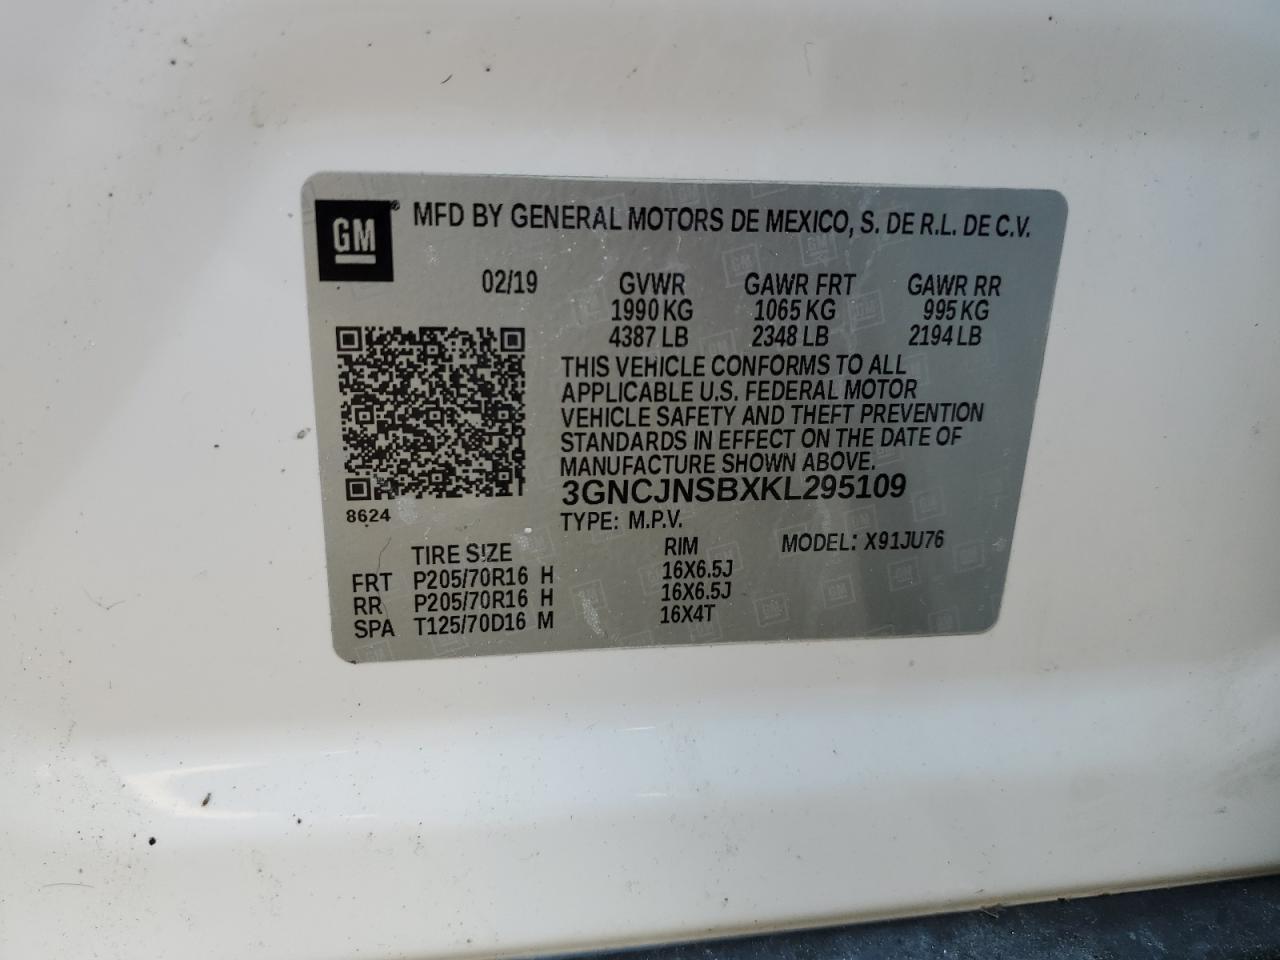 GM® MFD BY GENERAL MOTORS DE MEXICO, S. DE R.L. DE C.V.
02/19 GVWR GAWR FRT GAWR RR
1990 KG 1065 KG 995 KG
4387 LB 2348 LB 2194 LB
THIS VEHICLE CONFORMS TO ALL
APPLICABLE U.S. FEDERAL MOTOR
VEHICLE SAFETY AND THEFT PREVENTION
STANDARDS IN EFFECT ON THE DATE OF
MANUFACTURE SHOWN ABOVE.
3GNCJNSBXKL295109
8624 TYPE: M.P.V.
TIRE SIZE RIM MODEL: X91JU76
FRT P205/70R16 H 16X6.5J
RR P205/70R16 H 16X6.5J
SPA T125/70D16 M 16X4T